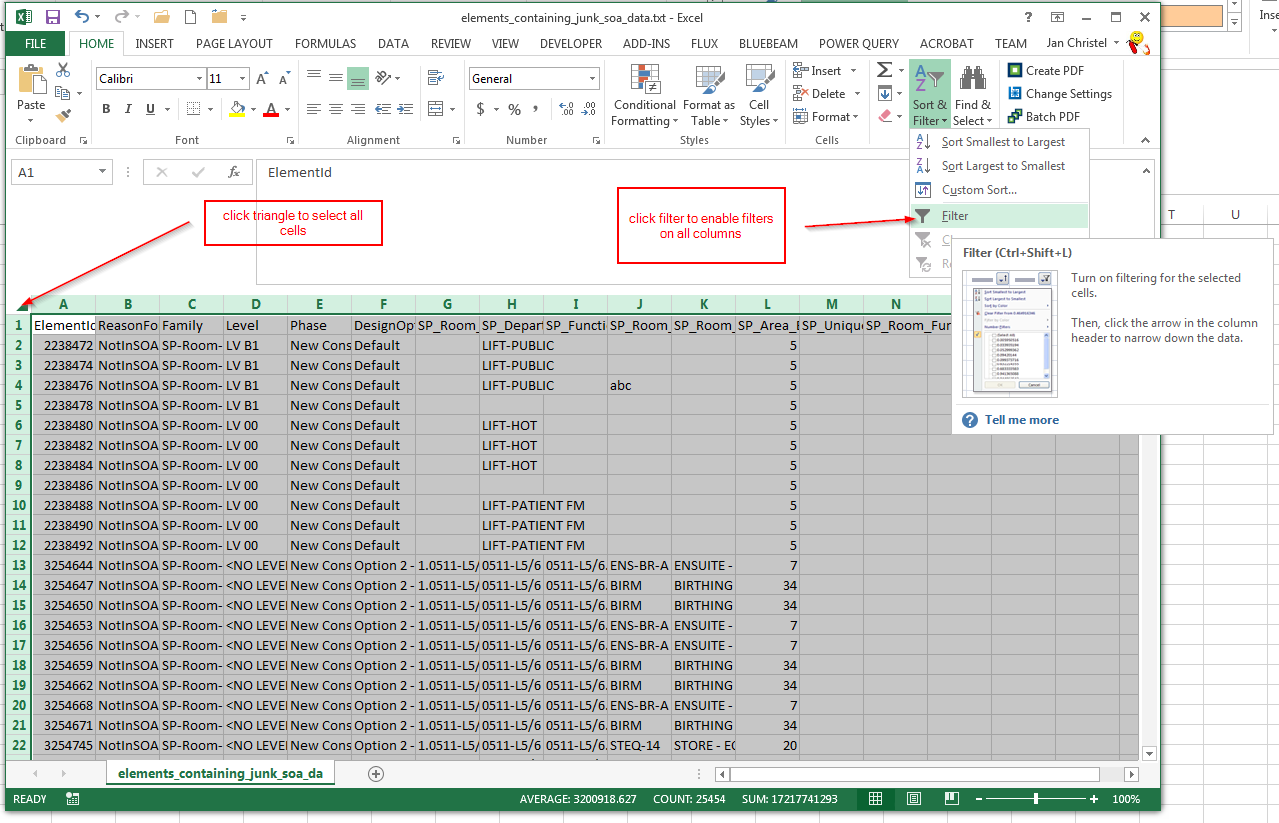 elements_containing_junk_soa_data.txt - Excel
?
FILE HOME INSERT PAGE LAYOUT FORMULAS DATA REVIEW VIEW DEVELOPER ADD-INS FLUX BLUEBEAM POWER QUERY ACROBAT TEAM Jan Christel
Inse
Paste
Calibri 11
B I U
A A
General
$ % ,
Conditional Formatting
Format as Table
Cell Styles
Insert
Delete
Format
Sort & Filter
Find & Select
Create PDF
Change Settings
Batch PDF
Clipboard Font Alignment Number Styles Cells
Sort Smallest to Largest
Sort Largest to Smallest
Custom Sort...
Filter
A1 fx ElementId
click triangle to select all
cells
click filter to enable filters
on all columns
Filter (Ctrl+Shift+L)
Turn on filtering for the selected
cells.
Then, click the arrow in the column
header to narrow down the data.
Tell me more
T U
A B C D E F G H I J K L M N
1 ElementId ReasonFo Family Level Phase DesignOpt SP_Room_ SP_Depart SP_Functi SP_Room_ SP_Room_ SP_Area_ SP_Unique SP_Room_Fur
2 2238472 NotInSOA SP-Room- LV B1 New Cons Default LIFT-PUBLIC 5
3 2238474 NotInSOA SP-Room- LV B1 New Cons Default LIFT-PUBLIC 5
4 2238476 NotInSOA SP-Room- LV B1 New Cons Default LIFT-PUBLIC abc 5
5 2238478 NotInSOA SP-Room- LV B1 New Cons Default 5
6 2238480 NotInSOA SP-Room- LV 00 New Cons Default LIFT-HOT 5
7 2238482 NotInSOA SP-Room- LV 00 New Cons Default LIFT-HOT 5
8 2238484 NotInSOA SP-Room- LV 00 New Cons Default LIFT-HOT 5
9 2238486 NotInSOA SP-Room- LV 00 New Cons Default 5
10 2238488 NotInSOA SP-Room- LV 00 New Cons Default LIFT-PATIENT FM 5
11 2238490 NotInSOA SP-Room- LV 00 New Cons Default LIFT-PATIENT FM 5
12 2238492 NotInSOA SP-Room- LV 00 New Cons Default LIFT-PATIENT FM 5
13 3254644 NotInSOA SP-Room- <NO LEVEL New Cons Option 2 - 1.0511-L5/ 0511-L5/6 0511-L5/6. ENS-BR-A ENSUITE - 7
14 3254647 NotInSOA SP-Room- <NO LEVEL New Cons Option 2 - 1.0511-L5/ 0511-L5/6 0511-L5/6. BIRM BIRTHING 34
15 3254650 NotInSOA SP-Room- <NO LEVEL New Cons Option 2 - 1.0511-L5/ 0511-L5/6 0511-L5/6. BIRM BIRTHING 34
16 3254653 NotInSOA SP-Room- <NO LEVEL New Cons Option 2 - 1.0511-L5/ 0511-L5/6 0511-L5/6. ENS-BR-A ENSUITE - 7
17 3254656 NotInSOA SP-Room- <NO LEVEL New Cons Option 2 - 1.0511-L5/ 0511-L5/6 0511-L5/6. ENS-BR-A ENSUITE - 7
18 3254659 NotInSOA SP-Room- <NO LEVEL New Cons Option 2 - 1.0511-L5/ 0511-L5/6 0511-L5/6. BIRM BIRTHING 34
19 3254662 NotInSOA SP-Room- <NO LEVEL New Cons Option 2 - 1.0511-L5/ 0511-L5/6 0511-L5/6. BIRM BIRTHING 34
20 3254668 NotInSOA SP-Room- <NO LEVEL New Cons Option 2 - 1.0511-L5/ 0511-L5/6 0511-L5/6. ENS-BR-A ENSUITE - 7
21 3254671 NotInSOA SP-Room- <NO LEVEL New Cons Option 2 - 1.0511-L5/ 0511-L5/6 0511-L5/6. BIRM BIRTHING 34
22 3254745 NotInSOA SP-Room- <NO LEVEL New Cons Option 2 - 1.0511-L5/ 0511-L5/6 0511-L5/6. STEQ-14 STORE - EQ 20
elements_containing_junk_soa_da
READY AVERAGE: 3200918.627 COUNT: 25454 SUM: 17217741293 100%